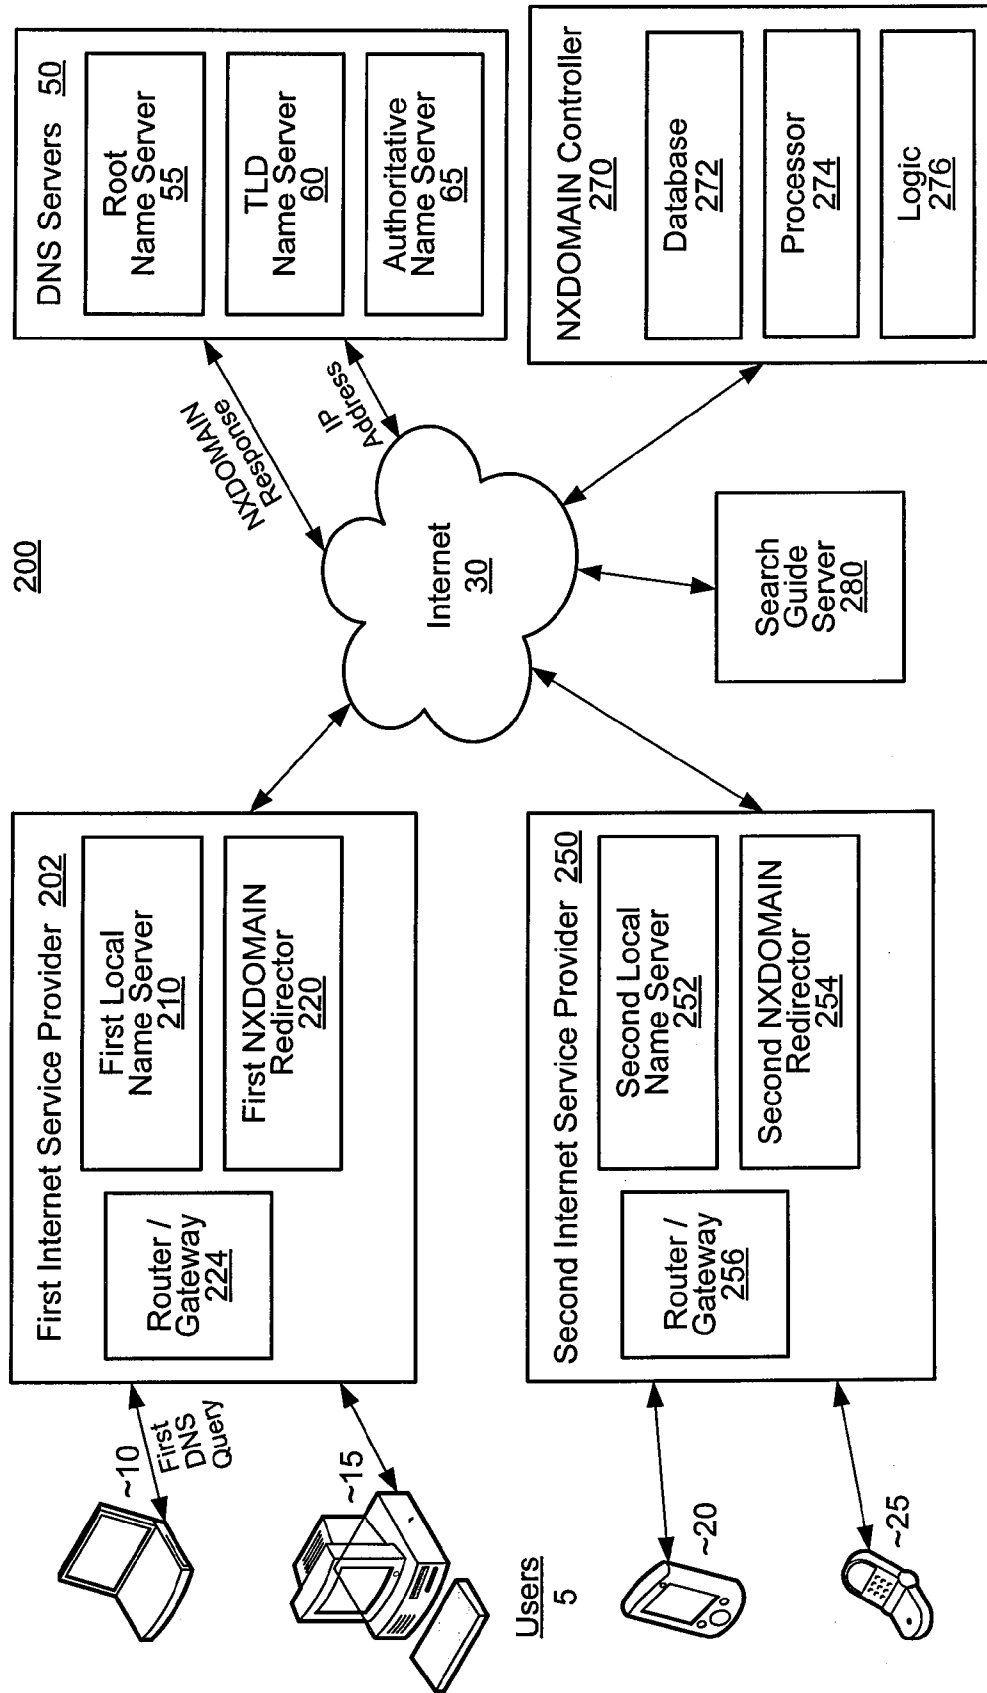 200
Users
5
~10
First
DNS
Query
~15
~20
~25
First Internet Service Provider 202
Router /
Gateway
224
First Local
Name Server
210
First NXDOMAIN
Redirector
220
Second Internet Service Provider 250
Router /
Gateway
256
Second Local
Name Server
252
Second NXDOMAIN
Redirector
254
Internet
30
NXDOMAIN
Response
IP
Address
Search
Guide
Server
280
DNS Servers 50
Root
Name Server
55
TLD
Name Server
60
Authoritative
Name Server
65
NXDOMAIN Controller
270
Database
272
Processor
274
Logic
276